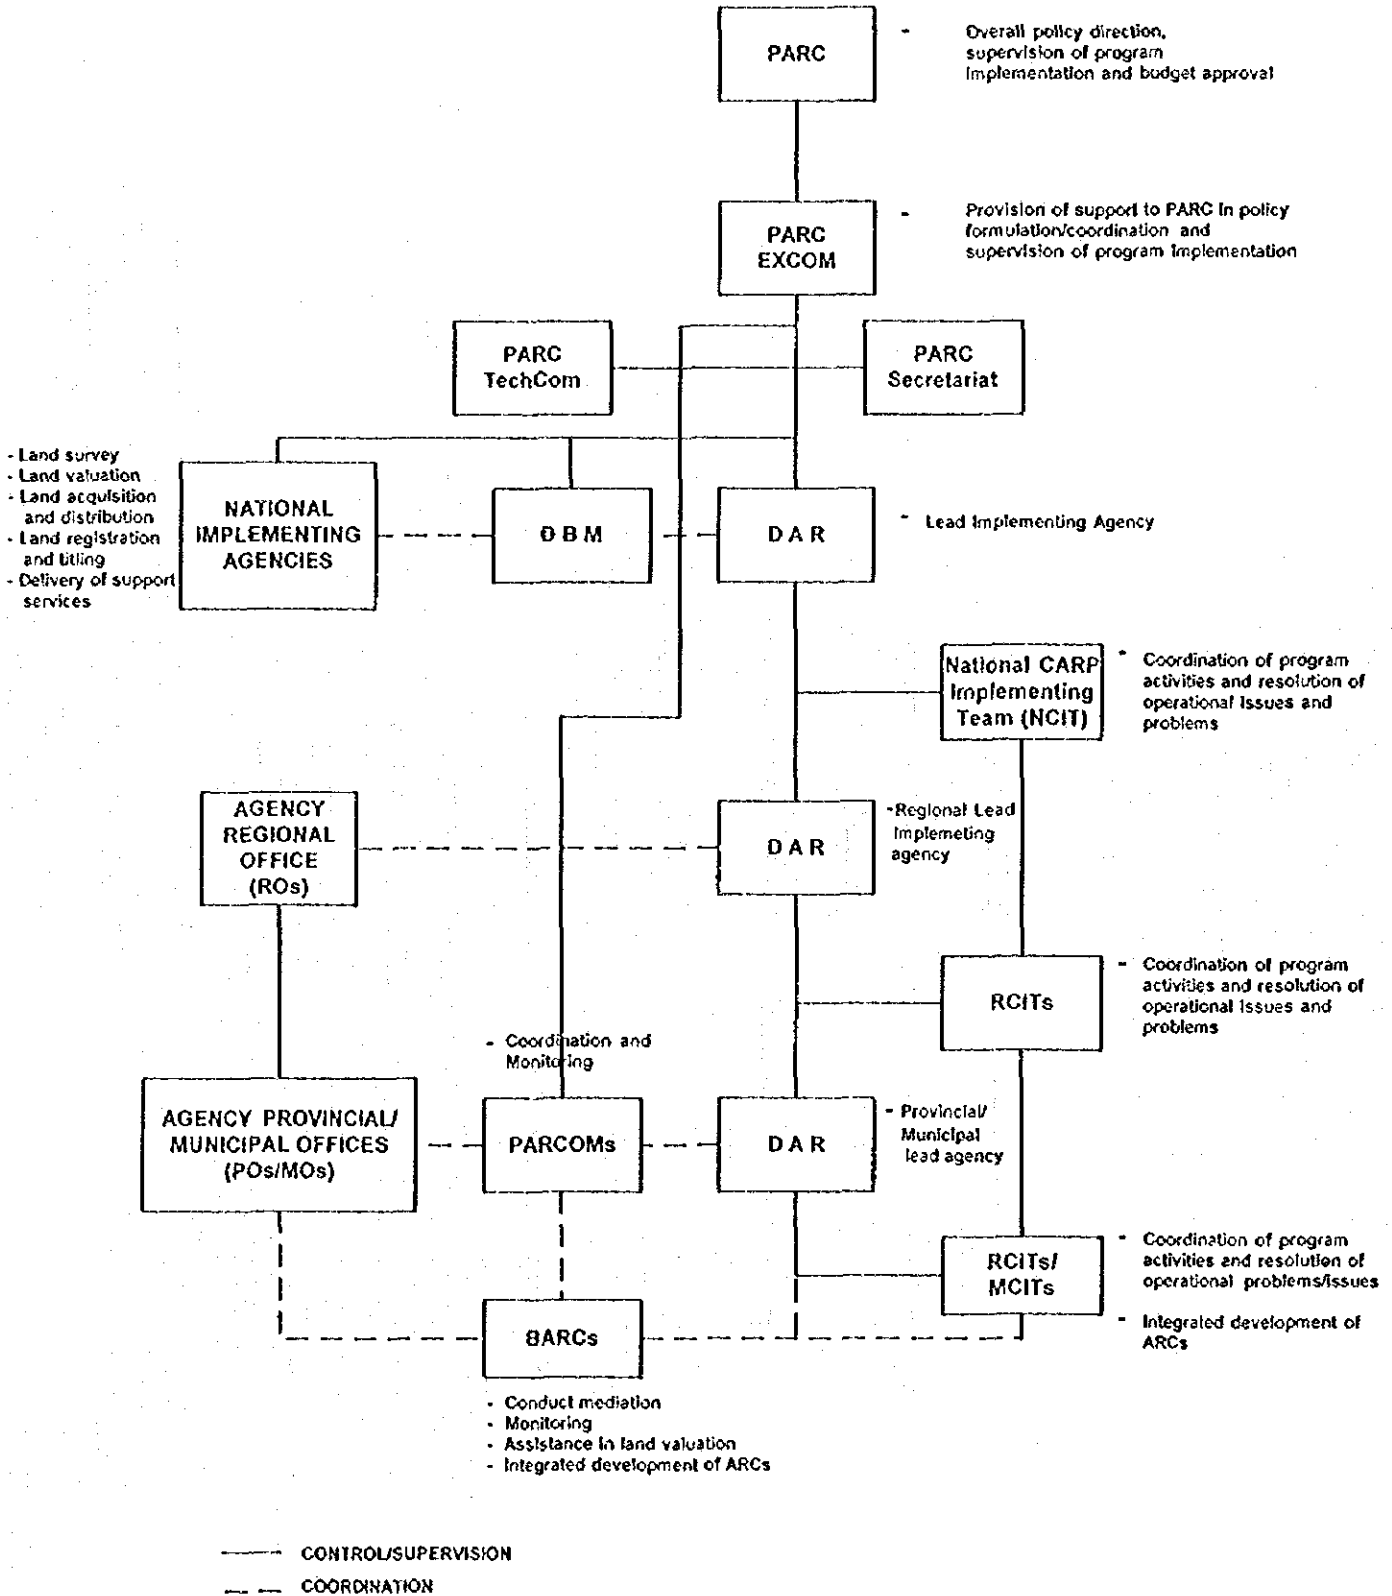 PARC
- Overall policy direction,
supervision of program
implementation and budget approval
PARC
EXCOM
- Provision of support to PARC in policy
formulation/coordination and
supervision of program implementation
PARC
TechCom
PARC
Secretariat
- Land survey
- Land valuation
- Land acquisition
and distribution
- Land registration
and titling
- Delivery of support
services
NATIONAL
IMPLEMENTING
AGENCIES
D B M
D A R
- Lead Implementing Agency
National CARP
Implementing
Team (NCIT)
- Coordination of program
activities and resolution of
operational issues and
problems
AGENCY
REGIONAL
OFFICE
(ROs)
D A R
- Regional Lead
Implemeting
agency
RCITs
- Coordination of program
activities and resolution of
operational issues and
problems
- Coordination and
Monitoring
AGENCY PROVINCIAL/
MUNICIPAL OFFICES
(POs/MOs)
PARCOMs
D A R
- Provincial/
Municipal
lead agency
RCITs/
MCITs
- Coordination of program
activities and resolution of
operational problems/issues
- Integrated development of
ARCs
BARCs
- Conduct mediation
- Monitoring
- Assistance in land valuation
- Integrated development of ARCs
CONTROL/SUPERVISION
COORDINATION